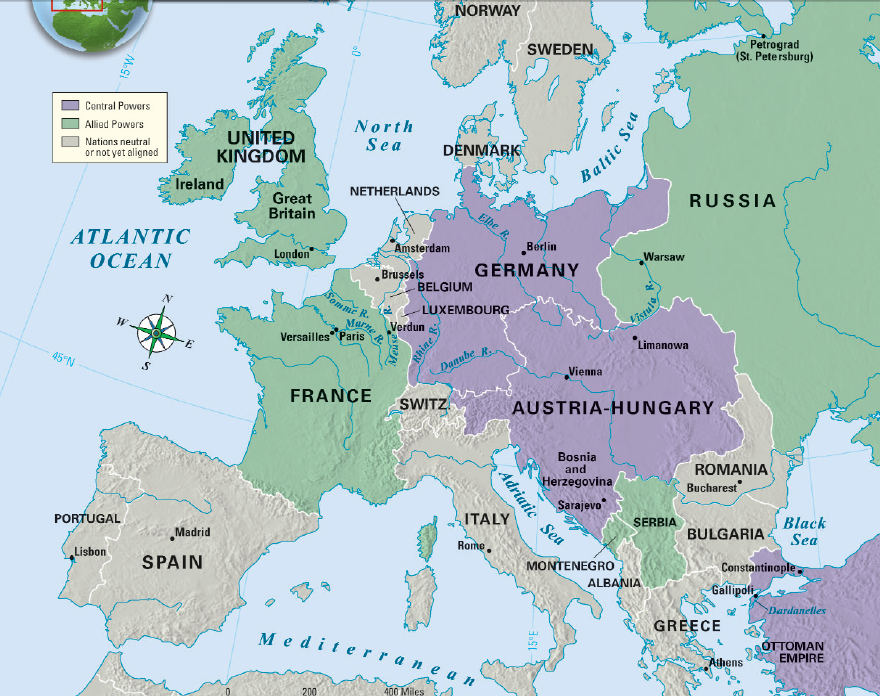 NORWAY
SWEDEN
Petrograd
(St. Petersburg)
15°W
0°
Central Powers
Allied Powers
Nations neutral
or not yet aligned
North
Sea
Baltic Sea
UNITED
KINGDOM
DENMARK
Ireland
Great
Britain
NETHERLANDS
RUSSIA
ATLANTIC
OCEAN
London
Amsterdam
Elbe R.
Berlin
GERMANY
Warsaw
Brussels
BELGIUM
LUXEMBOURG
Vistula R.
N
W
E
S
Somme R.
Marne R.
Versailles
Paris
Verdun
Meuse R.
Rhine R.
Danube R.
Limanowa
45°N
Vienna
FRANCE
SWITZ.
AUSTRIA-HUNGARY
Bosnia
and
Herzegovina
Sarajevo
ROMANIA
Bucharest
Adriatic Sea
PORTUGAL
Madrid
Lisbon
SPAIN
ITALY
Rome
SERBIA
BULGARIA
Black
Sea
MONTENEGRO
ALBANIA
Constantinople
Gallipoli
Dardanelles
GREECE
OTTOMAN
EMPIRE
Athens
Mediterranean
15°E
0 200 400 Miles